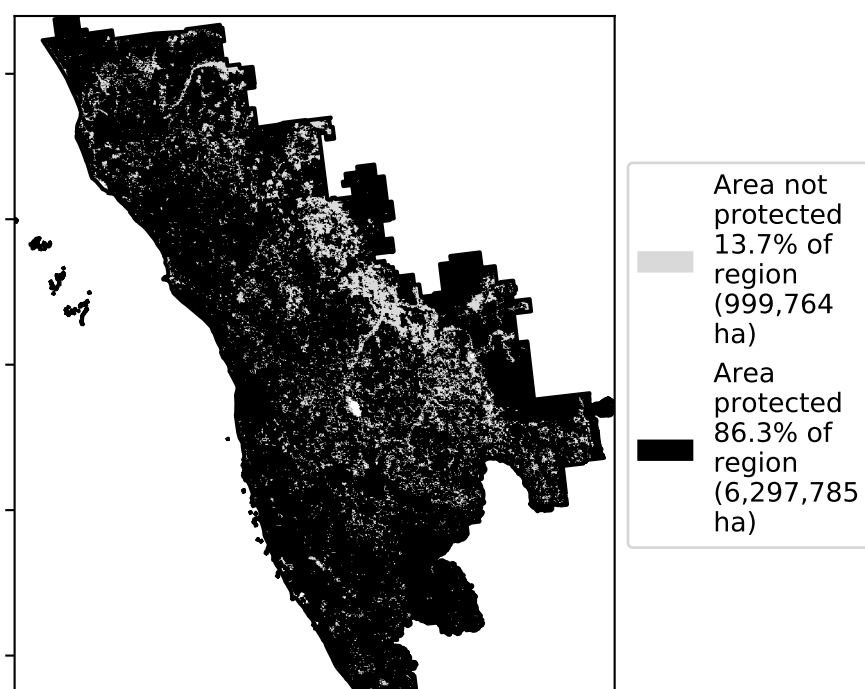 Area not
protected
13.7% of
region
(999,764
ha)
Area
protected
86.3% of
region
(6,297,785
ha)